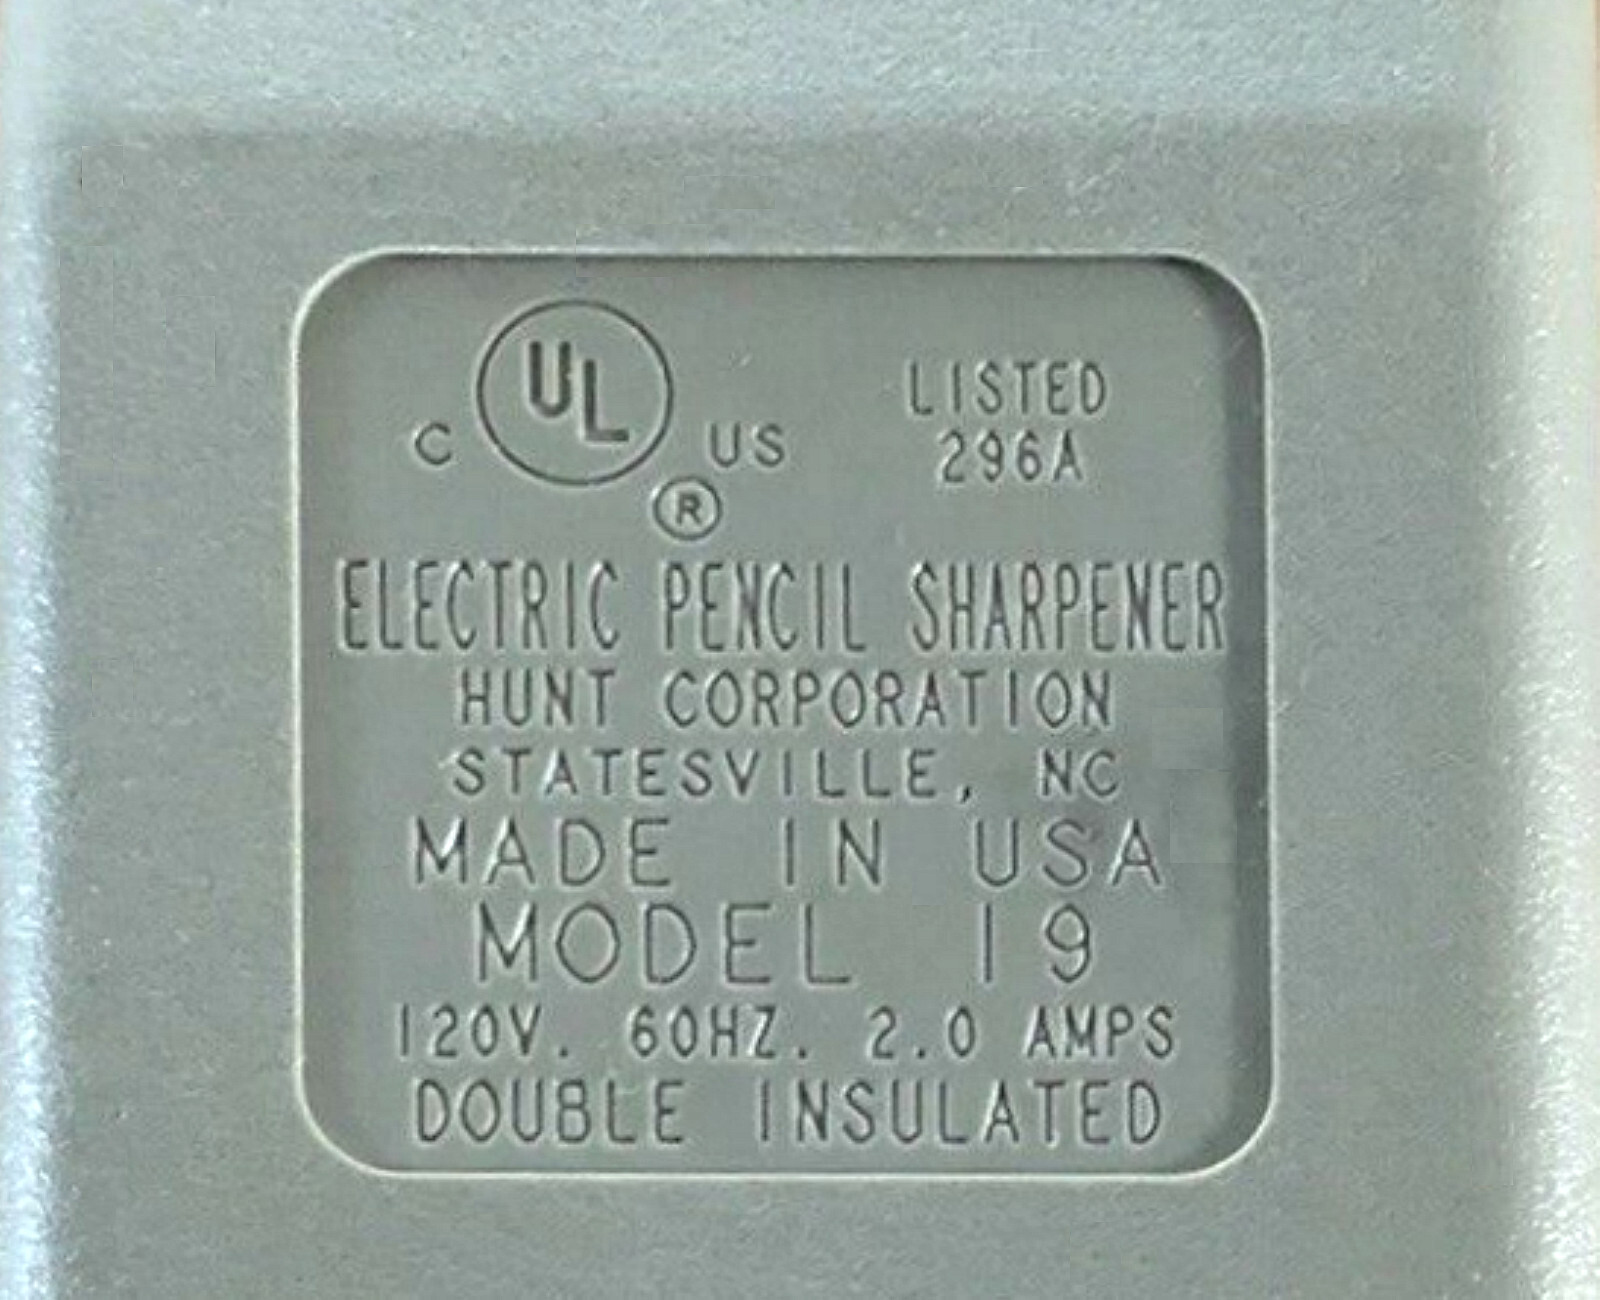 C UL US LISTED
® 296A
ELECTRIC PENCIL SHARPENER
HUNT CORPORATION
STATESVILLE, NC
MADE IN USA
MODEL 19
120V. 60HZ. 2.0 AMPS
DOUBLE INSULATED